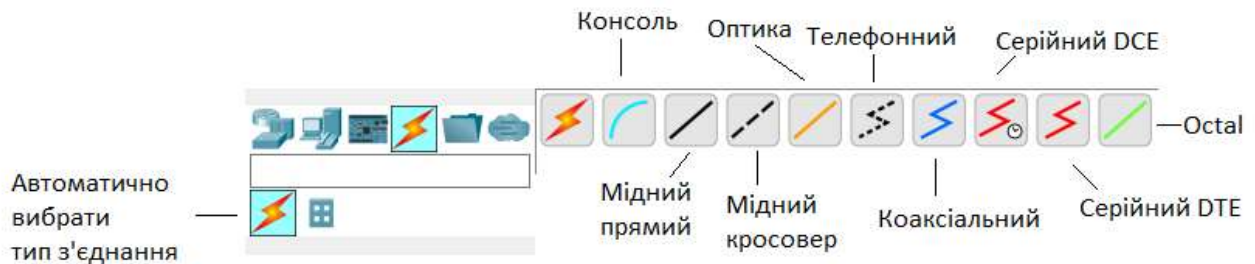 Консоль
Оптика
Телефонний
Серійний DCE
Octal
Автоматично
вибрати
тип з'єднання
Мідний
прямий
Мідний
кросовер
Коаксіальний
Серійний DTE